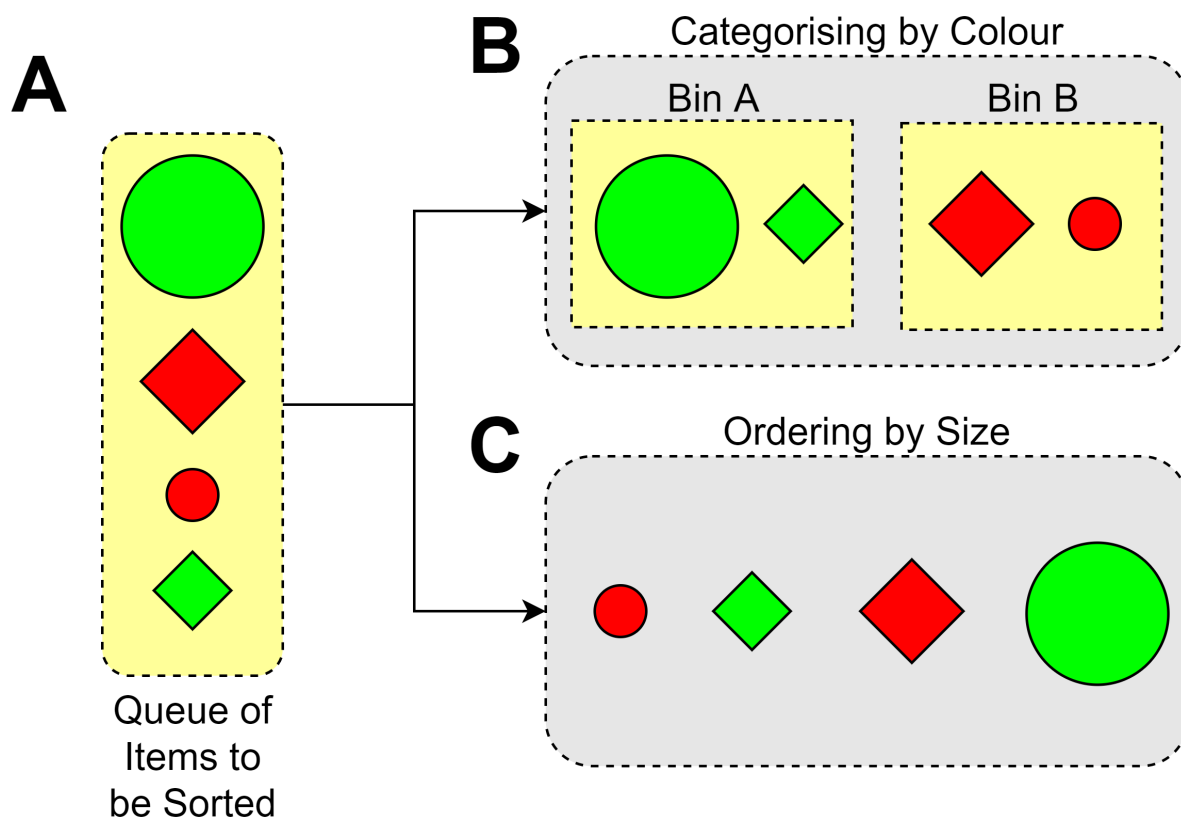 A
Queue of
Items to
be Sorted
B
Categorising by Colour
Bin A
Bin B
C
Ordering by Size